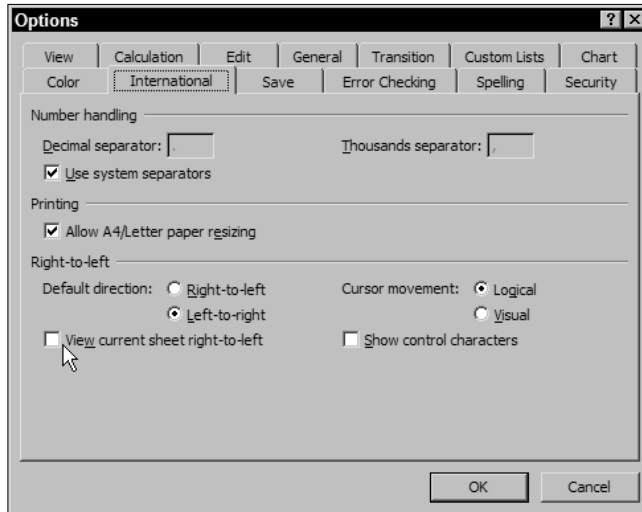 Options
View Calculation Edit General Transition Custom Lists Chart
Color International Save Error Checking Spelling Security
Number handling
Decimal separator: . Thousands separator: ,
Use system separators
Printing
Allow A4/Letter paper resizing
Right-to-left
Default direction: Right-to-left Cursor movement: Logical
Left-to-right Visual
View current sheet right-to-left Show control characters
OK Cancel